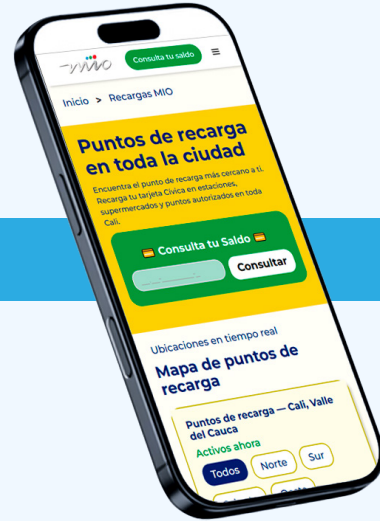 mio
Consulta tu saldo
Inicio > Recargas MIO
Puntos de recarga
en toda la ciudad
Encuentra el punto de recarga más cercano a ti.
Recarga tu tarjeta Cívica en estaciones,
supermercados y puntos autorizados en toda
Cali.
Consulta tu Saldo
Consultar
Ubicaciones en tiempo real
Mapa de puntos de
recarga
Puntos de recarga — Cali, Valle
del Cauca
Activos ahora
Todos Norte Sur